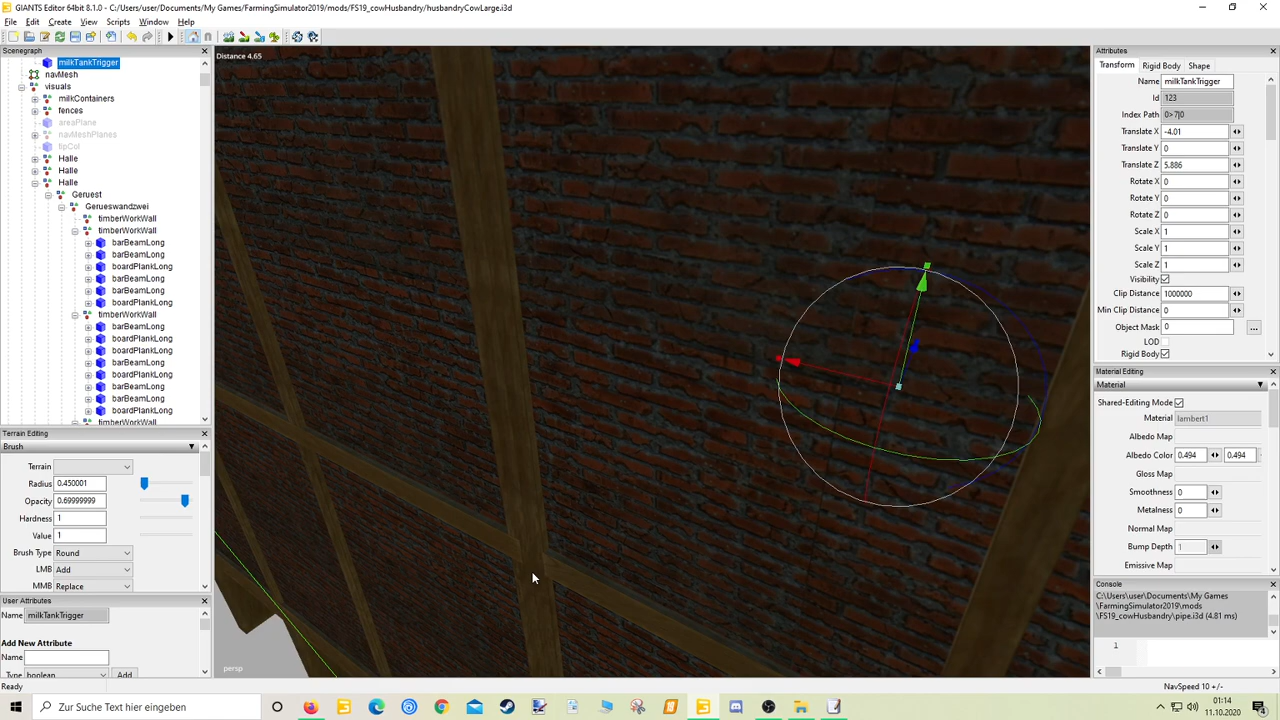 GIANTS Editor 64bit 8.1.0 - C:/Users/user/Documents/My Games/FarmingSimulator2019/mods/FS19_cowHusbandry/husbandryCowLarge.i3d
File Edit Create View Scripts Window Help
Scenegraph
milkTankTrigger
navMesh
visuals
milkContainers
fences
areaPlane
navMeshPlanes
tipCol
Halle
Halle
Halle
Geruest
Gerueswandzwei
timberWorkWall
timberWorkWall
barBeamLong
barBeamLong
boardPlankLong
barBeamLong
barBeamLong
boardPlankLong
timberWorkWall
barBeamLong
boardPlankLong
boardPlankLong
barBeamLong
boardPlankLong
barBeamLong
barBeamLong
boardPlankLong
timberWorkWall
Terrain Editing
Brush
Terrain
Radius 0.450001
Opacity 0.69999999
Hardness 1
Value 1
Brush Type Round
LMB Add
MMB Replace
User Attributes
Name milkTankTrigger
Add New Attribute
Name
Type boolean Add
Ready
Distance 4.65
persp
Attributes
Transform Rigid Body Shape
Name milkTankTrigger
Id 123
Index Path 0>7|0
Translate X -4.01
Translate Y 0
Translate Z 5.886
Rotate X 0
Rotate Y 0
Rotate Z 0
Scale X 1
Scale Y 1
Scale Z 1
Visibility
Clip Distance 1000000
Min Clip Distance 0
Object Mask 0 ...
LOD
Rigid Body
Material Editing
Material
Shared-Editing Mode
Material lambert1
Albedo Map
Albedo Color 0.494 0.494
Gloss Map
Smoothness 0
Metalness 0
Normal Map
Bump Depth 1
Emissive Map
Console
C:/Users/user/Documents/My Games
/FarmingSimulator2019/mods
/FS19_cowHusbandry/pipe.i3d (4.81 ms)
1
NavSpeed 10 +/-
Zur Suche Text hier eingeben
01:14
11.10.2020